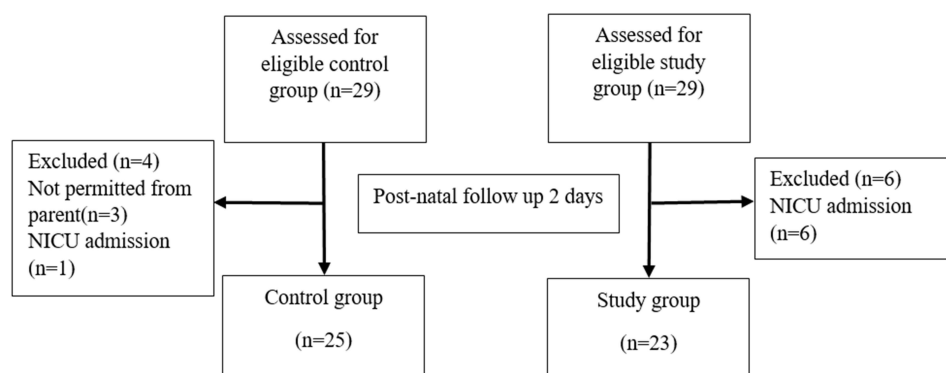 Assessed for
eligible control
group (n=29)
Assessed for
eligible study
group (n=29)
Excluded (n=4)
Not permitted from
parent(n=3)
NICU admission
(n=1)
Post-natal follow up 2 days
Excluded (n=6)
NICU admission
(n=6)
Control group
(n=25)
Study group
(n=23)